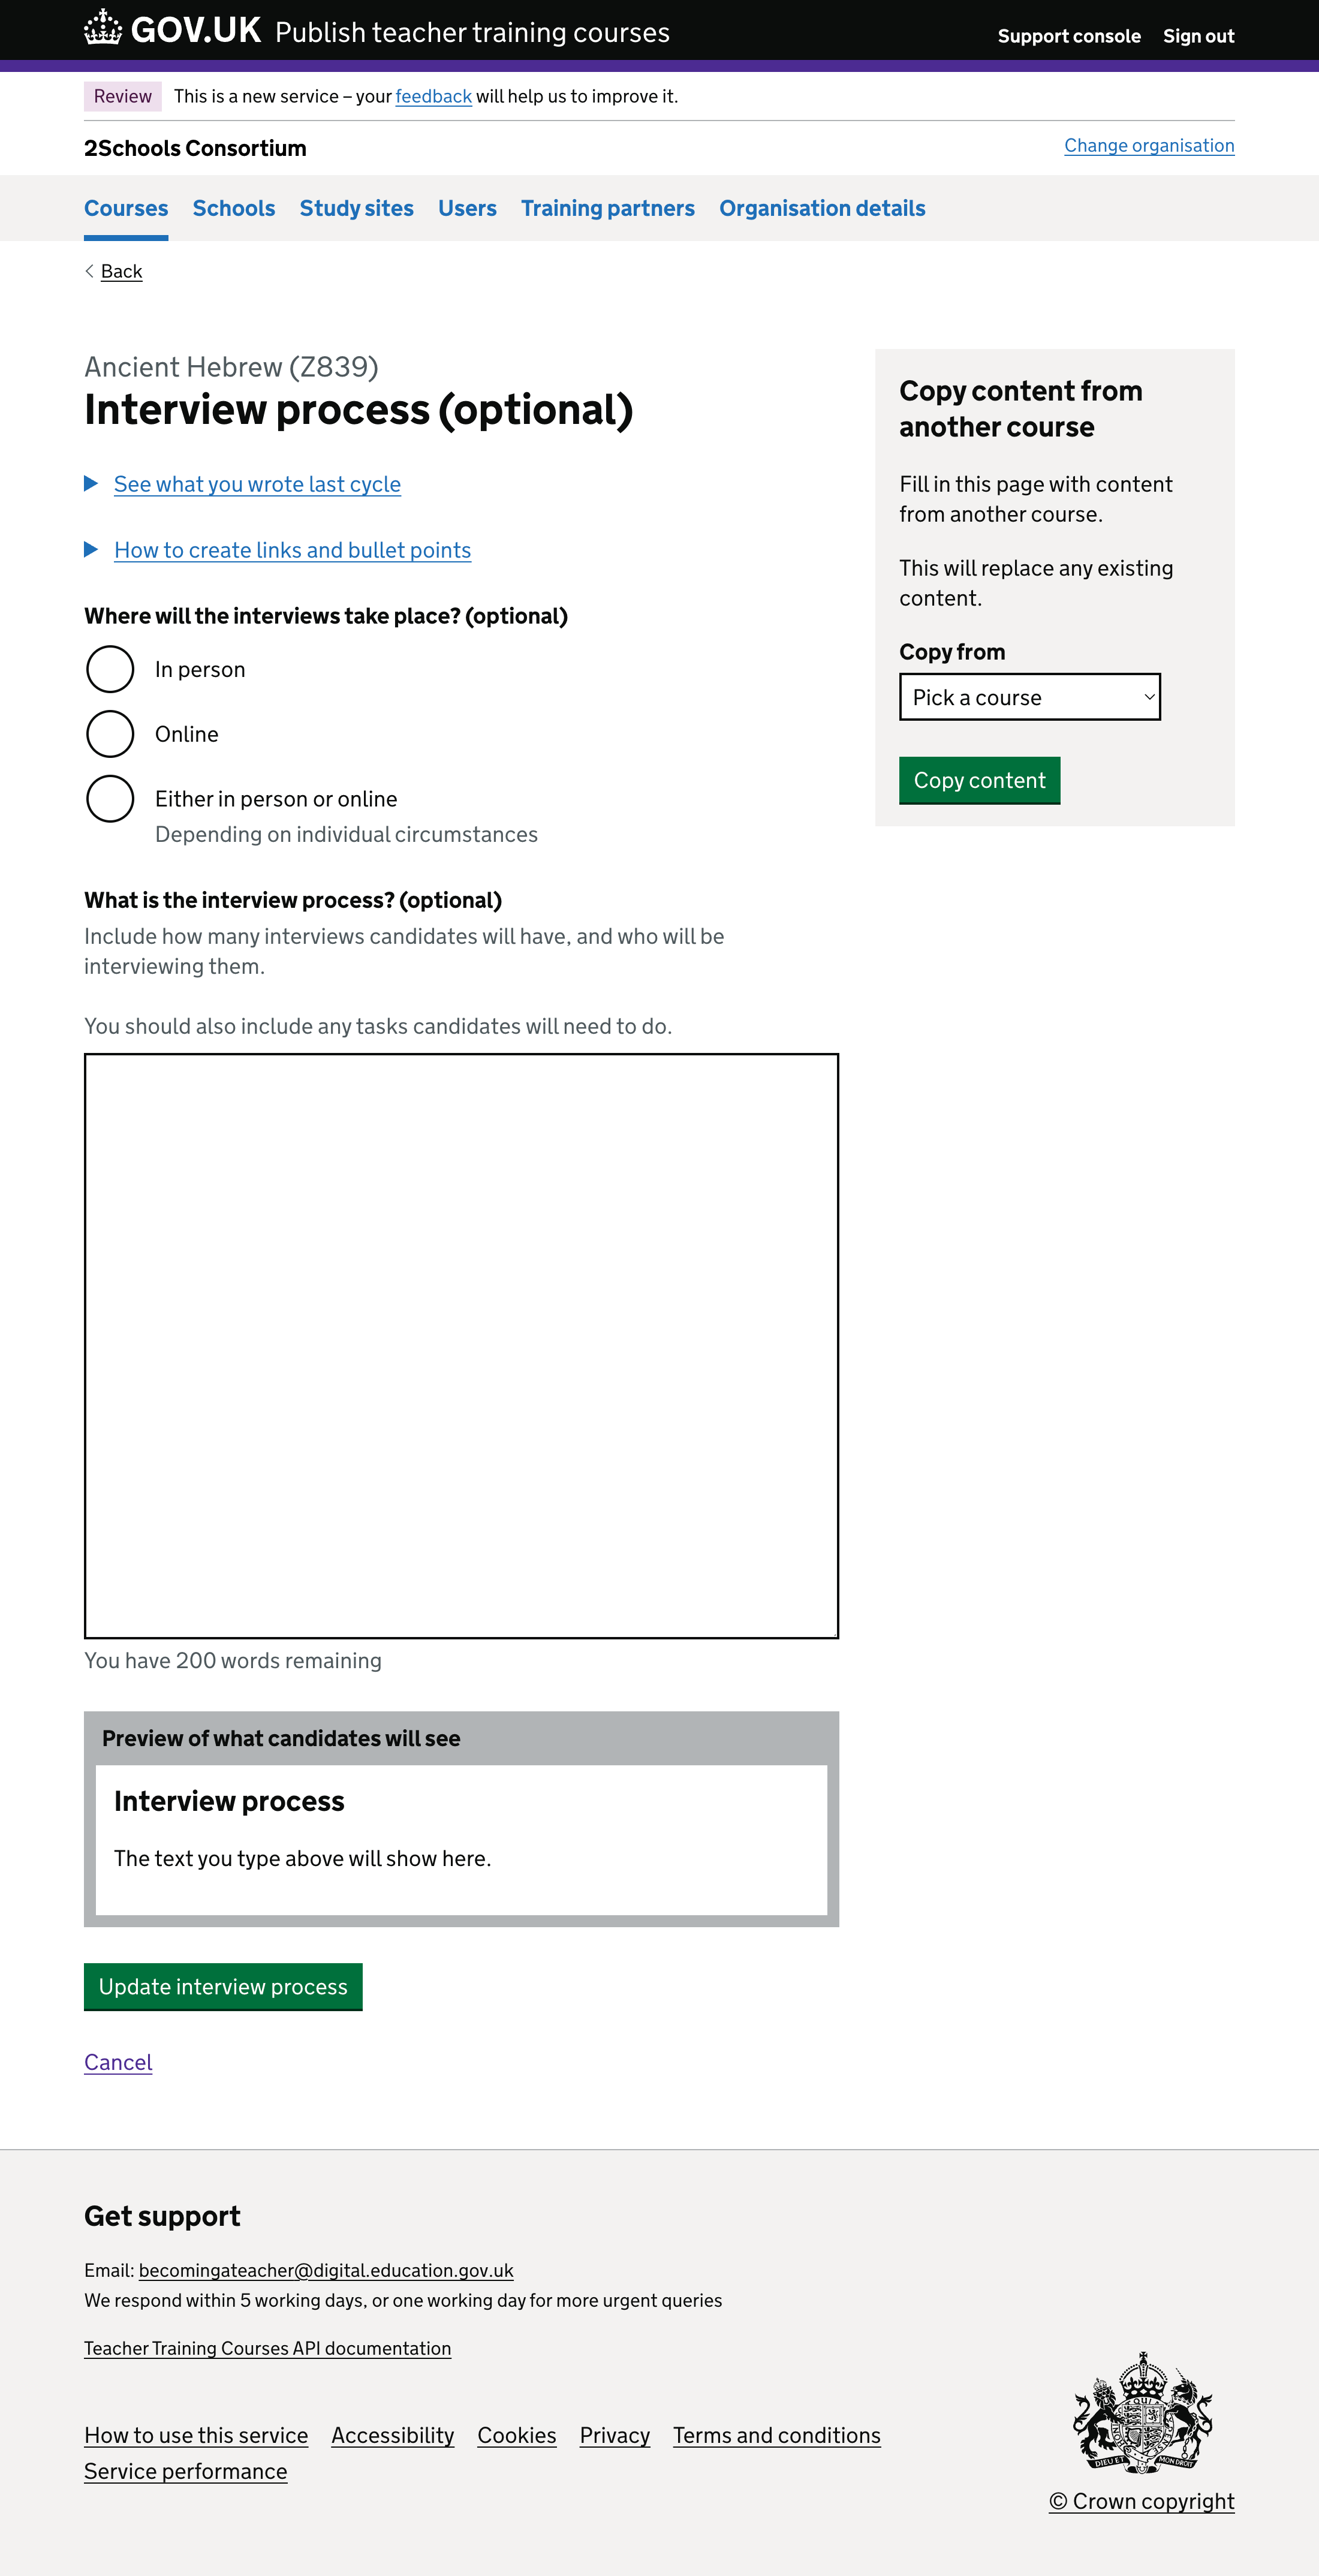 GOV.UK Publish teacher training courses
Support console Sign out
Review This is a new service – your feedback will help us to improve it.
2Schools Consortium
Change organisation
Courses Schools Study sites Users Training partners Organisation details
Back
Ancient Hebrew (Z839)
Interview process (optional)
See what you wrote last cycle
How to create links and bullet points
Where will the interviews take place? (optional)
In person
Online
Either in person or online
Depending on individual circumstances
What is the interview process? (optional)
Include how many interviews candidates will have, and who will be
interviewing them.
You should also include any tasks candidates will need to do.
You have 200 words remaining
Preview of what candidates will see
Interview process
The text you type above will show here.
Update interview process
Cancel
Copy content from
another course
Fill in this page with content
from another course.
This will replace any existing
content.
Copy from
Pick a course
Copy content
Get support
Email: becomingateacher@digital.education.gov.uk
We respond within 5 working days, or one working day for more urgent queries
Teacher Training Courses API documentation
How to use this service Accessibility Cookies Privacy Terms and conditions
Service performance
DIEU ET MON DROIT
© Crown copyright